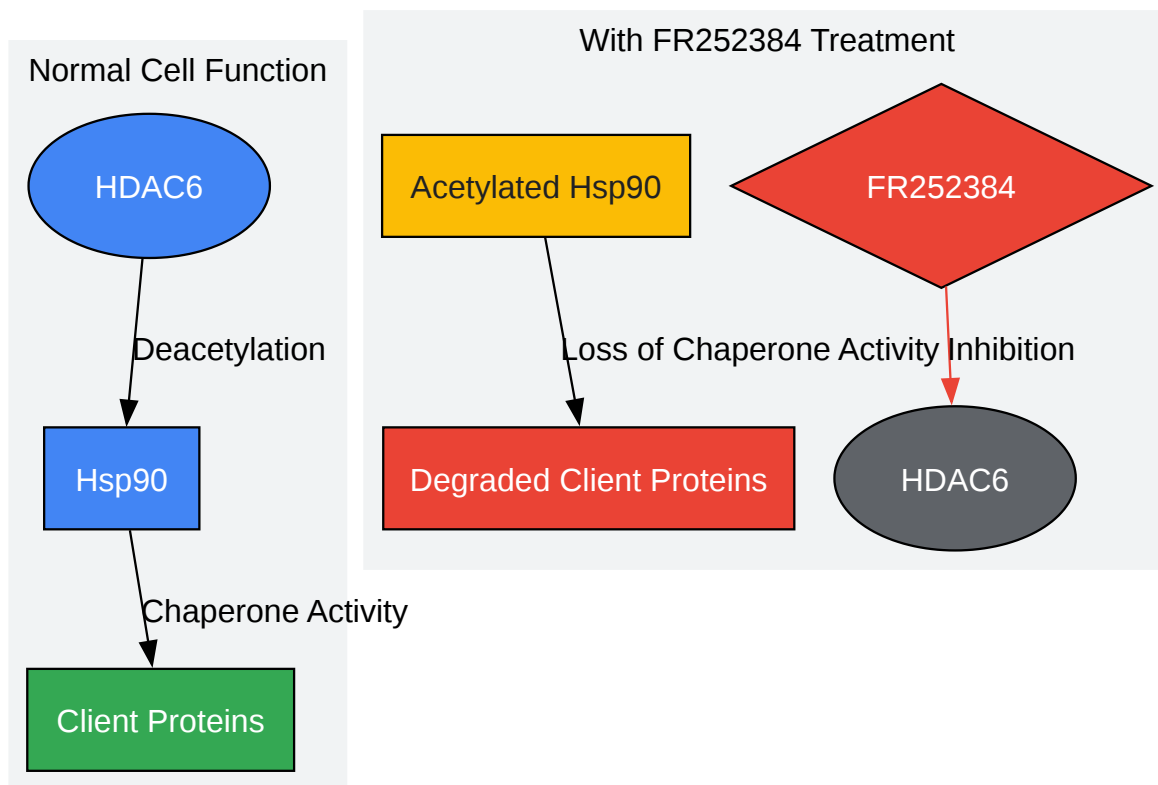 Normal Cell Function
HDAC6
Deacetylation
Hsp90
Chaperone Activity
Client Proteins
With FR252384 Treatment
Acetylated Hsp90
FR252384
Loss of Chaperone Activity
Inhibition
Degraded Client Proteins
HDAC6